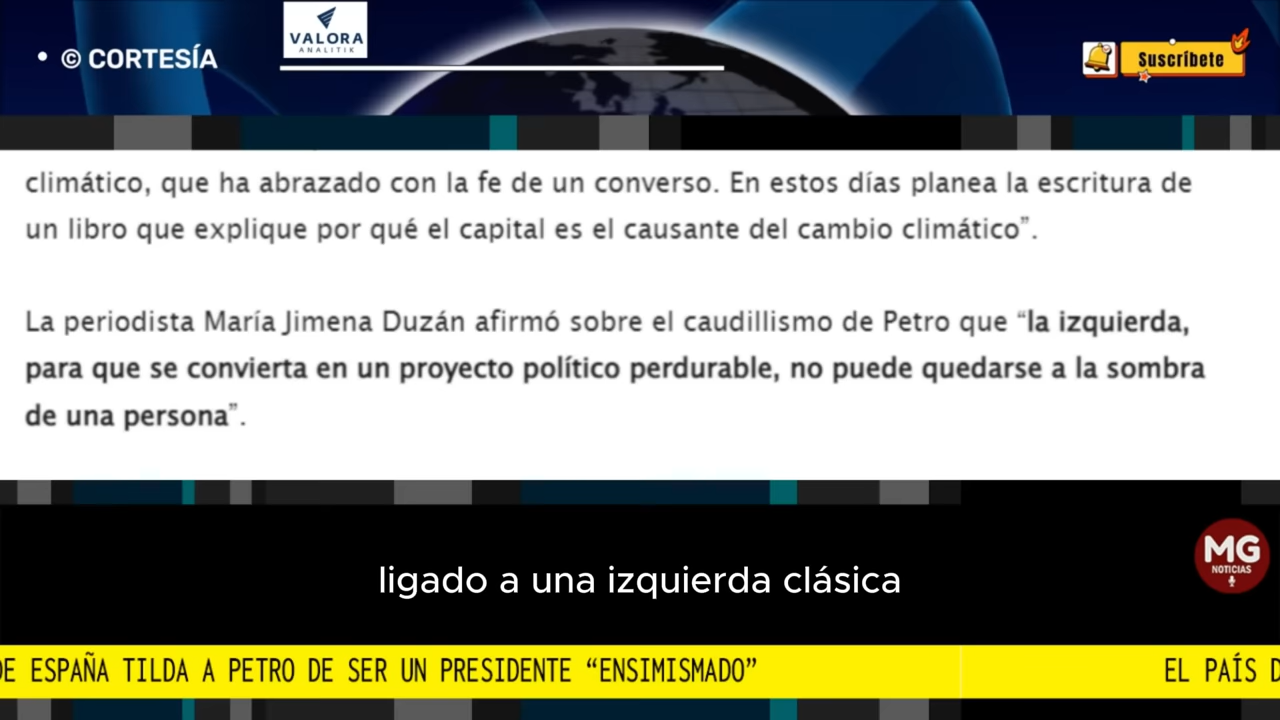 • © CORTESÍA
VALORA
ANALITIK
Suscríbete
climático, que ha abrazado con la fe de un converso. En estos días planea la escritura de
un libro que explique por qué el capital es el causante del cambio climático”.
La periodista María Jimena Duzán afirmó sobre el caudillismo de Petro que “la izquierda,
para que se convierta en un proyecto político perdurable, no puede quedarse a la sombra
de una persona”.
MG
NOTICIAS
ligado a una izquierda clásica
DE ESPAÑA TILDA A PETRO DE SER UN PRESIDENTE “ENSIMISMADO”
EL PAÍS D